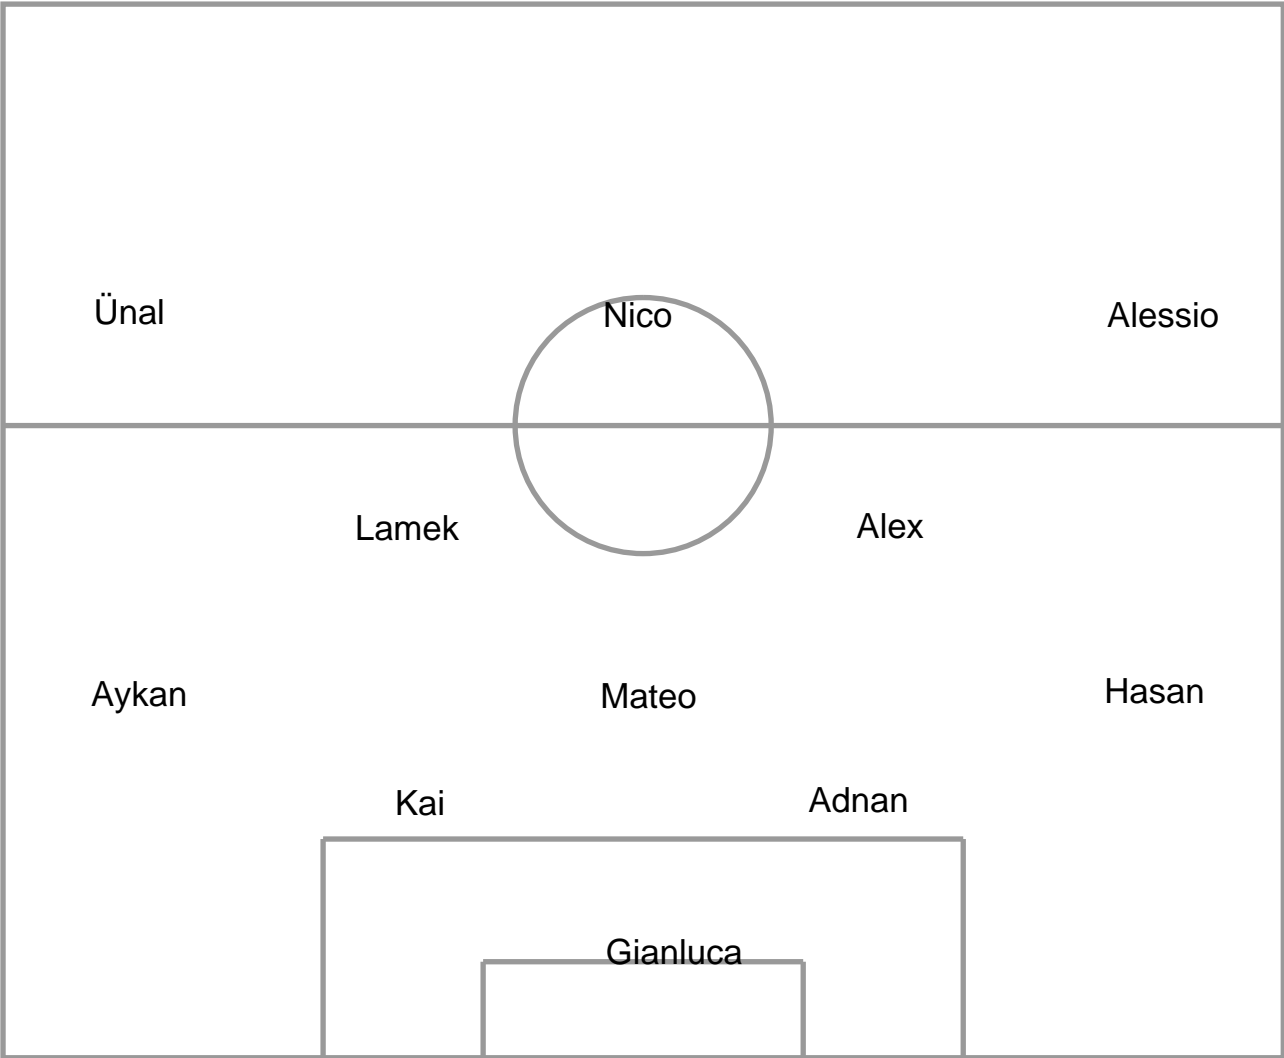 Ünal Nico Alessio
Lamek Alex
Aykan Mateo Hasan
Kai Adnan
Gianluca